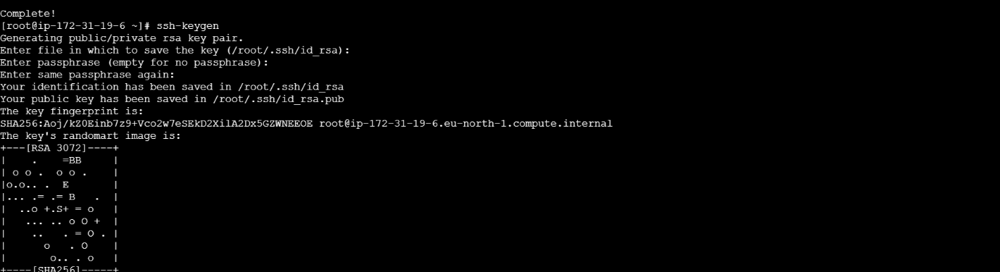 Complete!
[root@ip-172-31-19-6 ~]# ssh-keygen
Generating public/private rsa key pair.
Enter file in which to save the key (/root/.ssh/id_rsa):
Enter passphrase (empty for no passphrase):
Enter same passphrase again:
Your identification has been saved in /root/.ssh/id_rsa
Your public key has been saved in /root/.ssh/id_rsa.pub
The key fingerprint is:
SHA256:Aoj/kZ0Einb7z9+Vco2w7eSEkD2XilA2Dx5GZWNEEOE root@ip-172-31-19-6.eu-north-1.compute.internal
The key's randomart image is:
+---[RSA 3072]----+
|    .    =BB     |
| o o .  o o .    |
|o.o.. .  E       |
|... .= .= B   .  |
|  ..o +.S+ = o   |
|   ... .. o O +  |
|    ..   . = O . |
|      o   . O    |
|       o.. . o   |
+----[SHA256]-----+